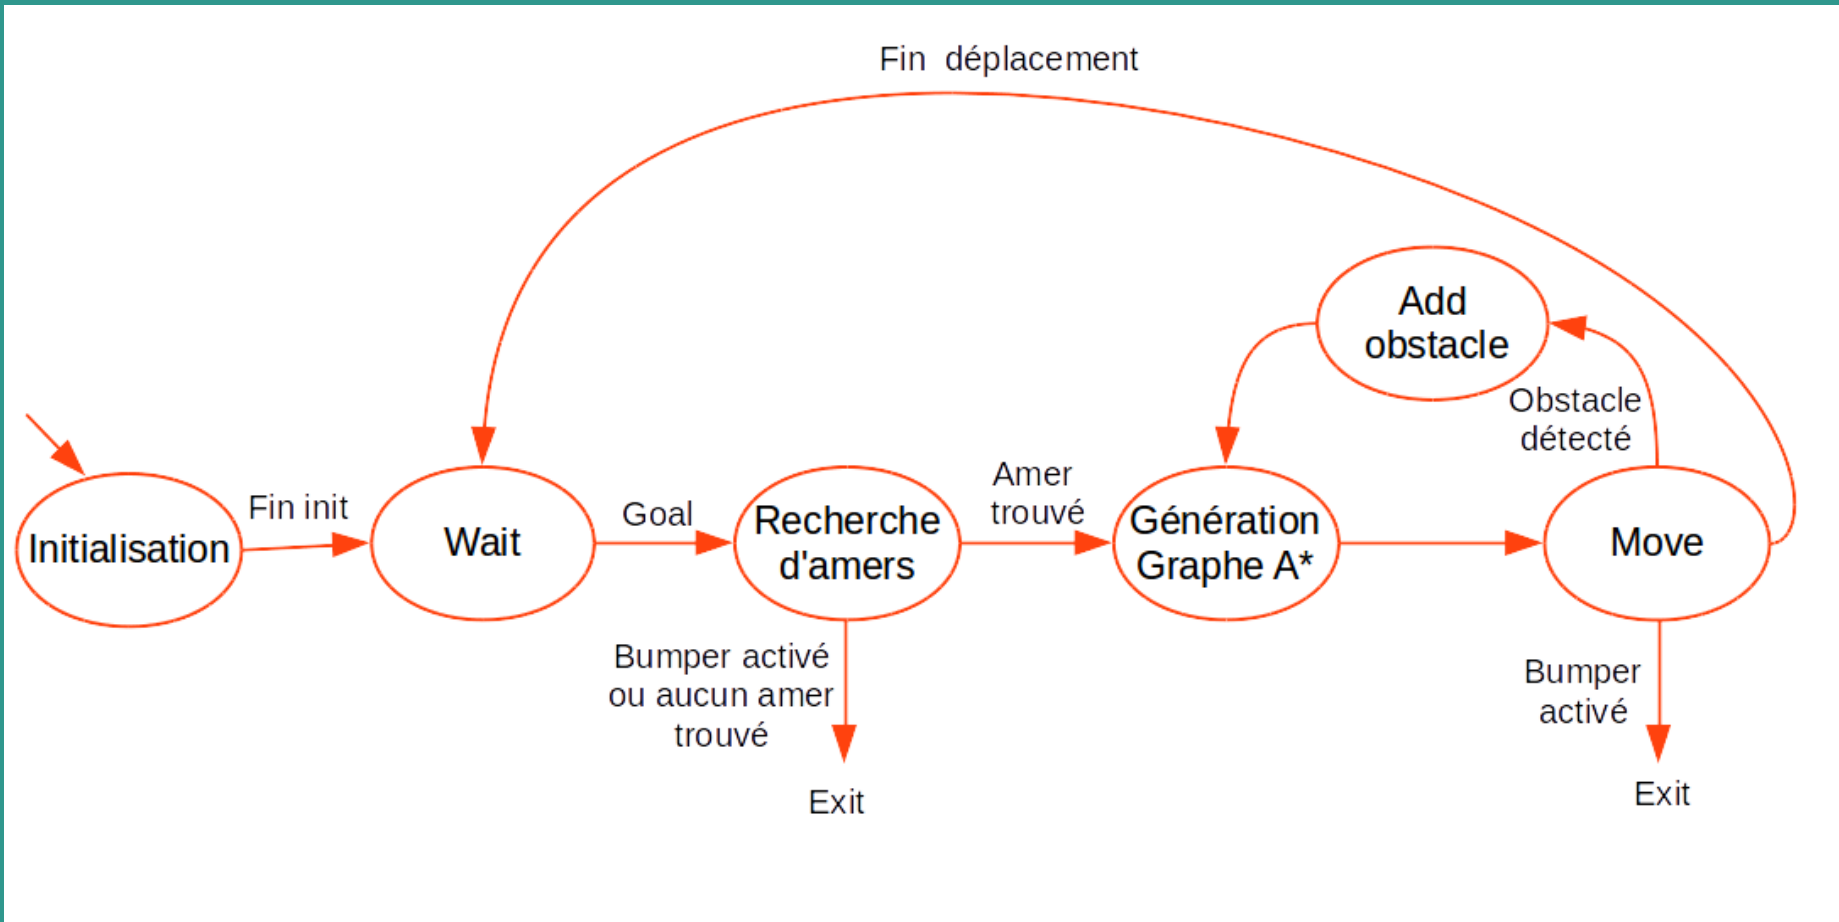 Fin déplacement
Add
obstacle
Obstacle
détecté
Initialisation
Fin init
Wait
Goal
Recherche
d'amers
Amer
trouvé
Génération
Graphe A*
Move
Bumper activé
ou aucun amer
trouvé
Exit
Bumper
activé
Exit